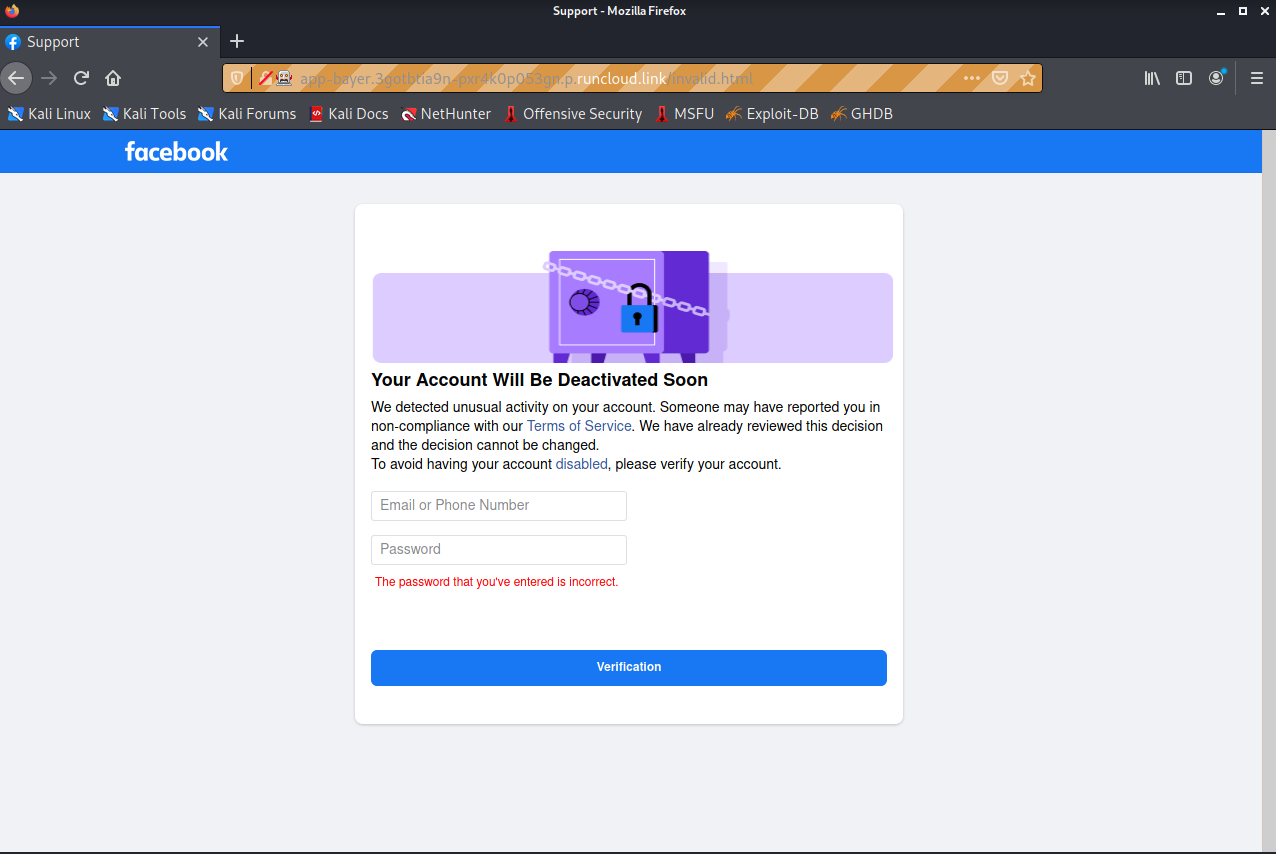 Support - Mozilla Firefox
Support
app-bayer.3gotbtia9n-pxr4k0p053gn.p.runcloud.link/invalid.html
Kali Linux Kali Tools Kali Forums Kali Docs NetHunter Offensive Security MSFU Exploit-DB GHDB
facebook
Your Account Will Be Deactivated Soon
We detected unusual activity on your account. Someone may have reported you in
non-compliance with our Terms of Service. We have already reviewed this decision
and the decision cannot be changed.
To avoid having your account disabled, please verify your account.
Email or Phone Number
Password
The password that you've entered is incorrect.
Verification